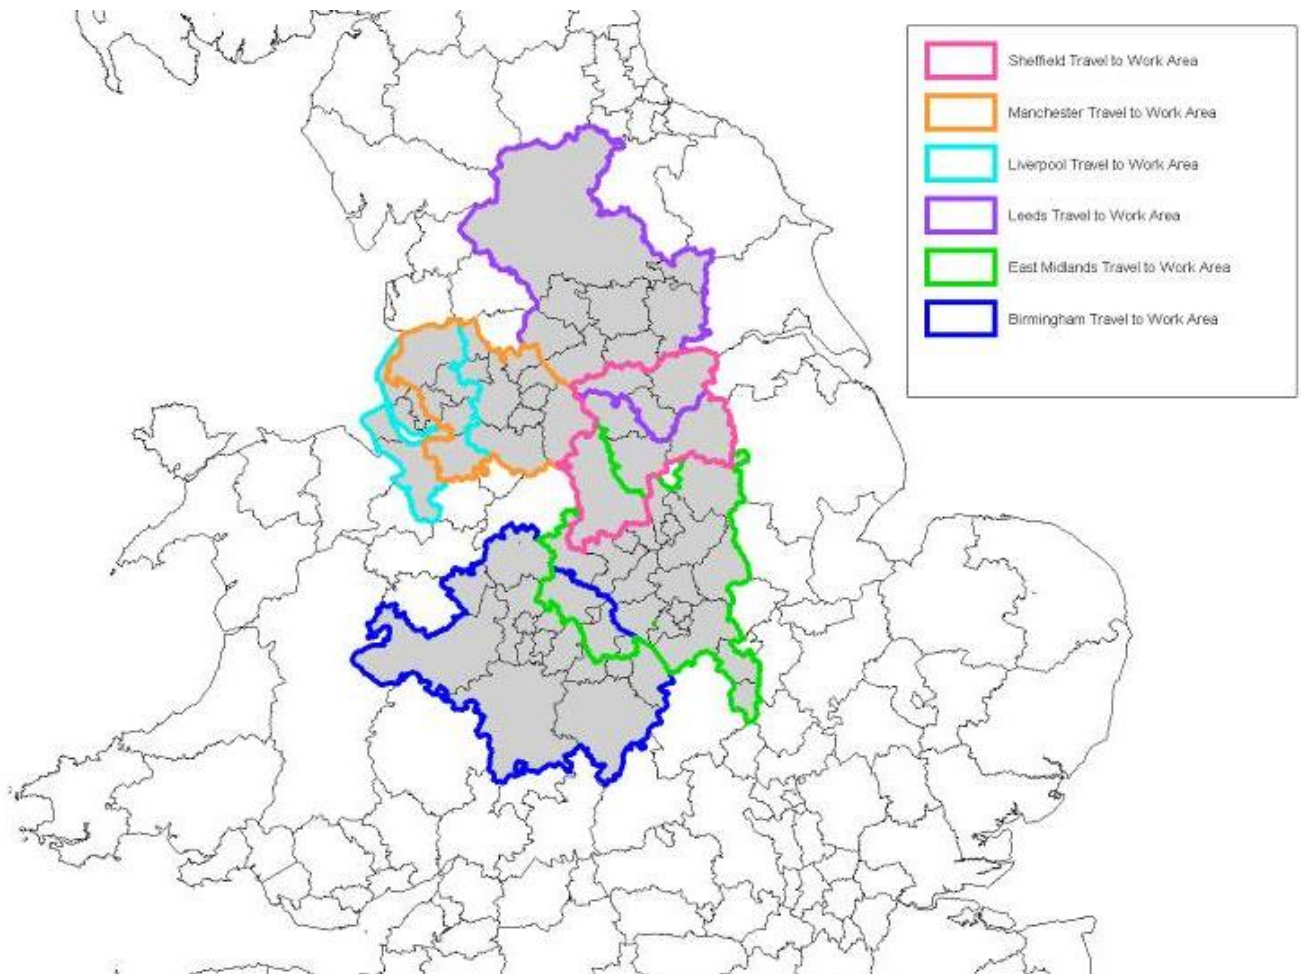 Sheffield Travel to Work Area
Manchester Travel to Work Area
Liverpool Travel to Work Area
Leeds Travel to Work Area
East Midlands Travel to Work Area
Birmingham Travel to Work Area